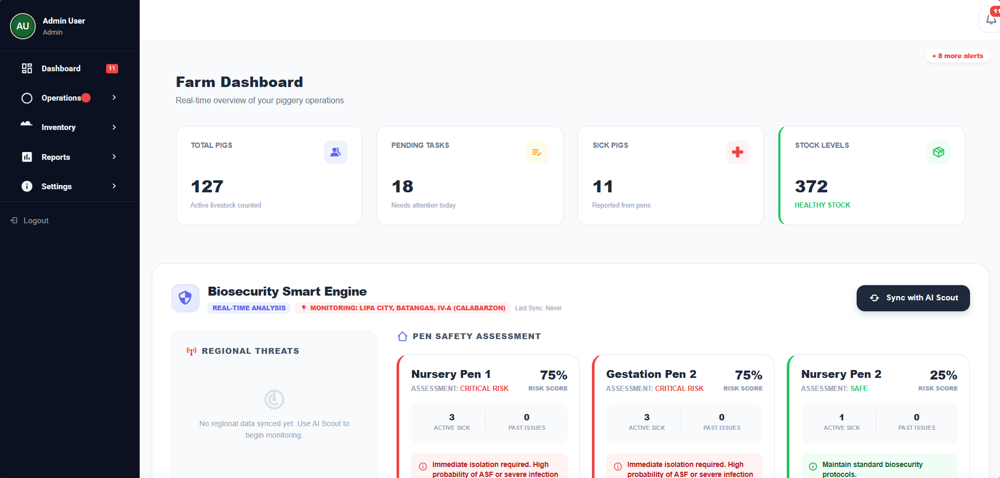 AU
Admin User
Admin
Dashboard
11
Operations
Inventory
Reports
Settings
Logout
11
+ 8 more alerts
Farm Dashboard
Real-time overview of your piggery operations
TOTAL PIGS
127
Active livestock counted
PENDING TASKS
18
Needs attention today
SICK PIGS
11
Reported from pens
STOCK LEVELS
372
HEALTHY STOCK
Biosecurity Smart Engine
REAL-TIME ANALYSIS
MONITORING: LIPA CITY, BATANGAS, IV-A (CALABARZON)
Last Sync: Never
Sync with AI Scout
REGIONAL THREATS
No regional data synced yet. Use AI Scout to
begin monitoring.
PEN SAFETY ASSESSMENT
Nursery Pen 1
75%
ASSESSMENT: CRITICAL RISK
RISK SCORE
3
ACTIVE SICK
0
PAST ISSUES
Immediate isolation required. High
probability of ASF or severe infection
Gestation Pen 2
75%
ASSESSMENT: CRITICAL RISK
RISK SCORE
3
ACTIVE SICK
0
PAST ISSUES
Immediate isolation required. High
probability of ASF or severe infection
Nursery Pen 2
25%
ASSESSMENT: SAFE
RISK SCORE
1
ACTIVE SICK
0
PAST ISSUES
Maintain standard biosecurity
protocols.